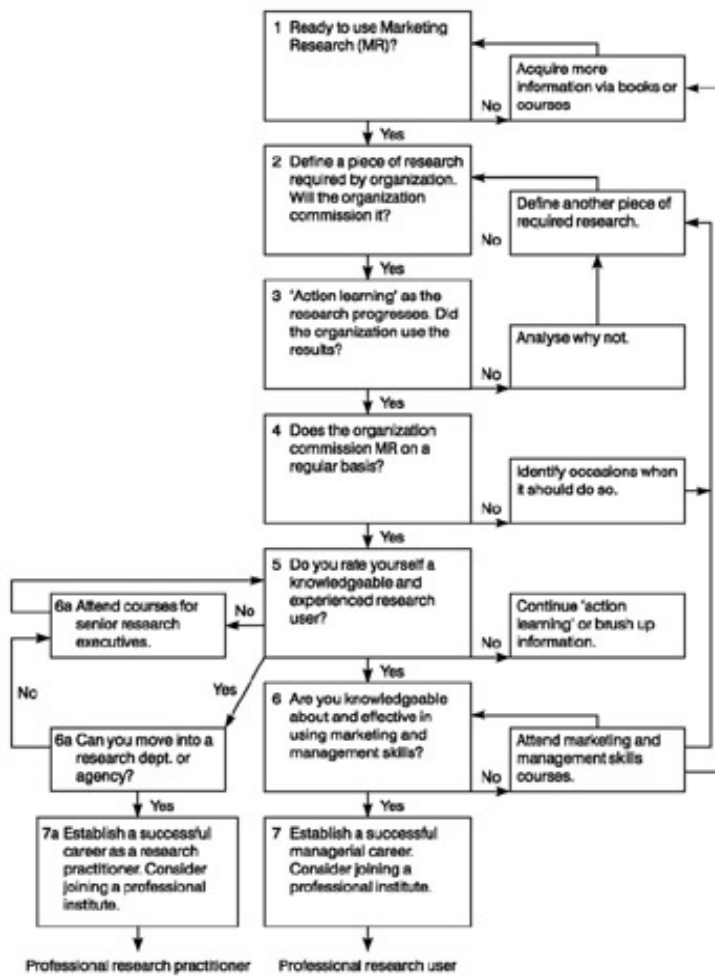 1 Ready to use Marketing
Research (MR)?
Acquire more
information via books or
courses
No
Yes
2 Define a piece of research
required by organization.
Will the organization
commission it?
Define another piece of
required research.
No
Yes
3 'Action learning' as the
research progresses. Did
the organization use the
results?
Analyse why not.
No
Yes
4 Does the organization
commission MR on a
regular basis?
Identify occasions when
it should do so.
No
Yes
5 Do you rate yourself a
knowledgeable and
experienced research
user?
6a Attend courses for
senior research
executives.
No
Continue 'action
learning' or brush up
information.
No
Yes
No
Yes
6 Are you knowledgeable
about and effective in
using marketing and
management skills?
6a Can you move into a
research dept. or
agency?
Attend marketing and
management skills
courses.
No
Yes
Yes
7a Establish a successful
career as a research
practitioner. Consider
joining a professional
institute.
7 Establish a successful
managerial career.
Consider joining a
professional institute.
Professional research practitioner
Professional research user